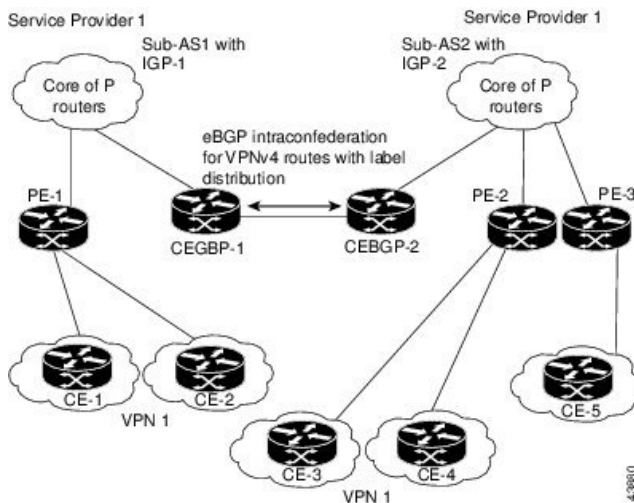 Service Provider 1
Service Provider 1
Sub-AS1 with
IGP-1
Sub-AS2 with
IGP-2
Core of P
routers
Core of P
routers
eBGP intraconfederation
for VPNv4 routes with label
distribution
PE-1
PE-2
PE-3
CEGBP-1
CEBGP-2
CE-1
CE-2
CE-5
VPN 1
CE-3
CE-4
VPN 1